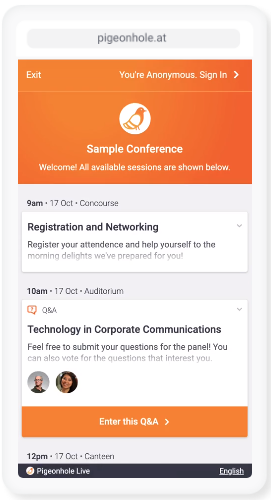 pigeonhole.at
Exit
You're Anonymous. Sign In
Sample Conference
Welcome! All available sessions are shown below.
9am • 17 Oct • Concourse
Registration and Networking
Register your attendence and help yourself to the
morning delights we've prepared for you!
10am • 17 Oct • Auditorium
Q&A
Technology in Corporate Communications
Feel free to submit your questions for the panel! You
can also vote for the questions that interest you.
Enter this Q&A
12pm • 17 Oct • Canteen
Pigeonhole Live
English